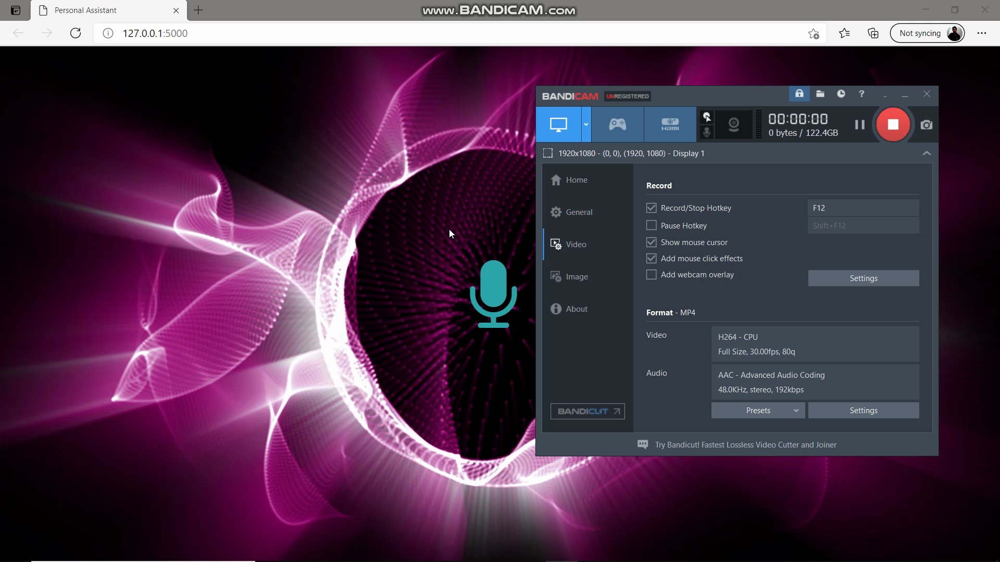 Personal Assistant
www.BANDICAM.com
127.0.0.1:5000
Not syncing
BANDICAM UNREGISTERED
?
HDMI
00:00:00
0 bytes / 122.4GB
1920x1080 - (0, 0), (1920, 1080) - Display 1
Home
General
Video
Image
About
BANDICUT
Record
Record/Stop Hotkey F12
Pause Hotkey Shift+F12
Show mouse cursor
Add mouse click effects
Add webcam overlay
Settings
Format - MP4
Video
H264 - CPU
Full Size, 30.00fps, 80q
Audio
AAC - Advanced Audio Coding
48.0KHz, stereo, 192kbps
Presets Settings
Try Bandicut! Fastest Lossless Video Cutter and Joiner